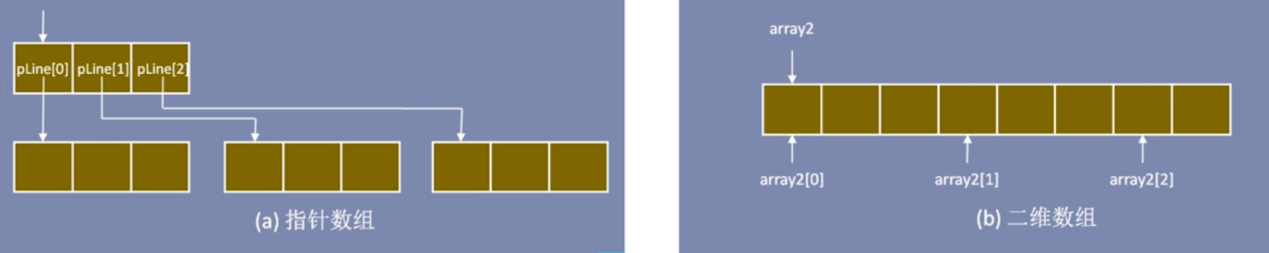 pLine[0] pLine[1] pLine[2]
(a) 指针数组
array2
array2[0] array2[1] array2[2]
(b) 二维数组